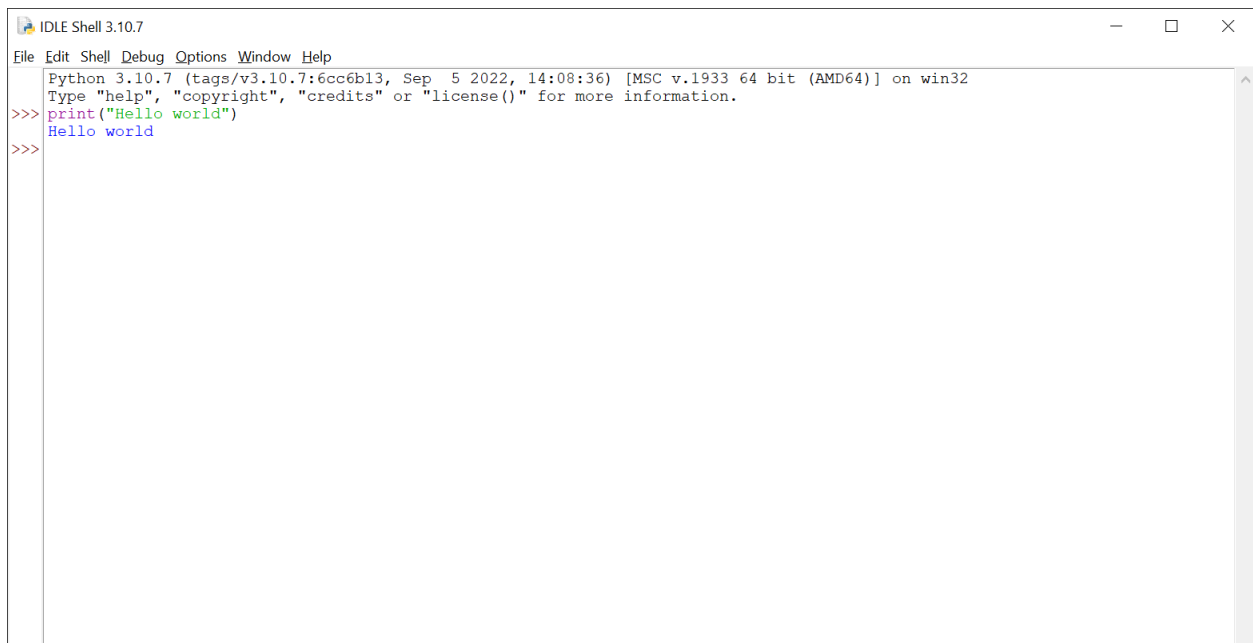 IDLE Shell 3.10.7
File Edit Shell Debug Options Window Help
Python 3.10.7 (tags/v3.10.7:6cc6b13, Sep  5 2022, 14:08:36) [MSC v.1933 64 bit (AMD64)] on win32
Type "help", "copyright", "credits" or "license()" for more information.
>>> print("Hello world")
Hello world
>>>